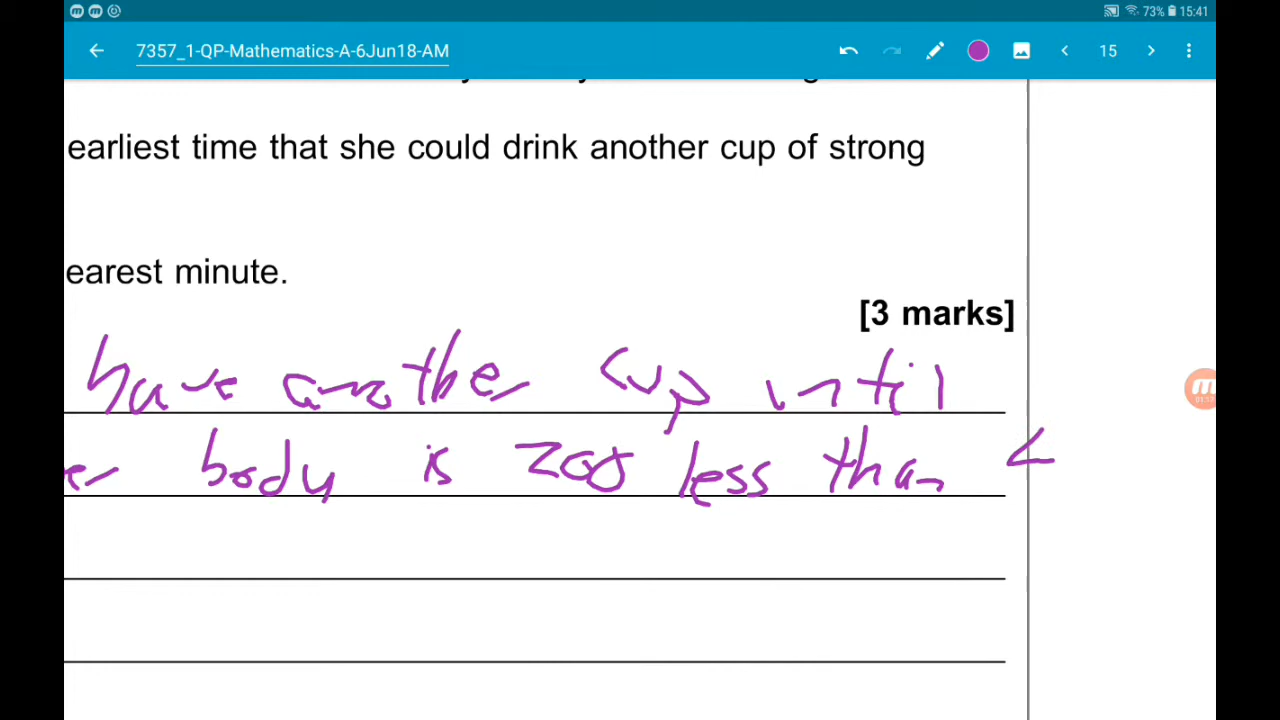 73% 15:41
7357_1-QP-Mathematics-A-6Jun18-AM 15
earliest time that she could drink another cup of strong
earest minute.
[3 marks]
have another cup until
er body is 200 less than